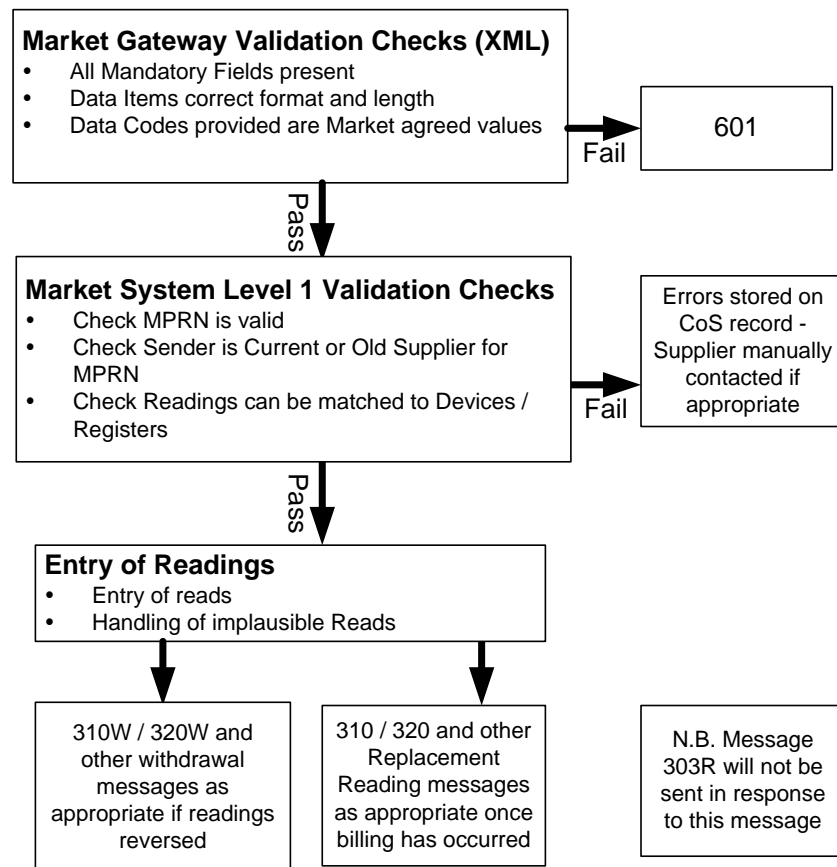 Market Gateway Validation Checks (XML)
• All Mandatory Fields present
• Data Items correct format and length
• Data Codes provided are Market agreed values
Fail
601
Pass
Market System Level 1 Validation Checks
• Check MPRN is valid
• Check Sender is Current or Old Supplier for
MPRN
• Check Readings can be matched to Devices /
Registers
Fail
Errors stored on
CoS record -
Supplier manually
contacted if
appropriate
Pass
Entry of Readings
• Entry of reads
• Handling of implausible Reads
310W / 320W and
other withdrawal
messages as
appropriate if readings
reversed
310 / 320 and other
Replacement
Reading messages
as appropriate once
billing has occurred
N.B. Message
303R will not be
sent in response
to this message